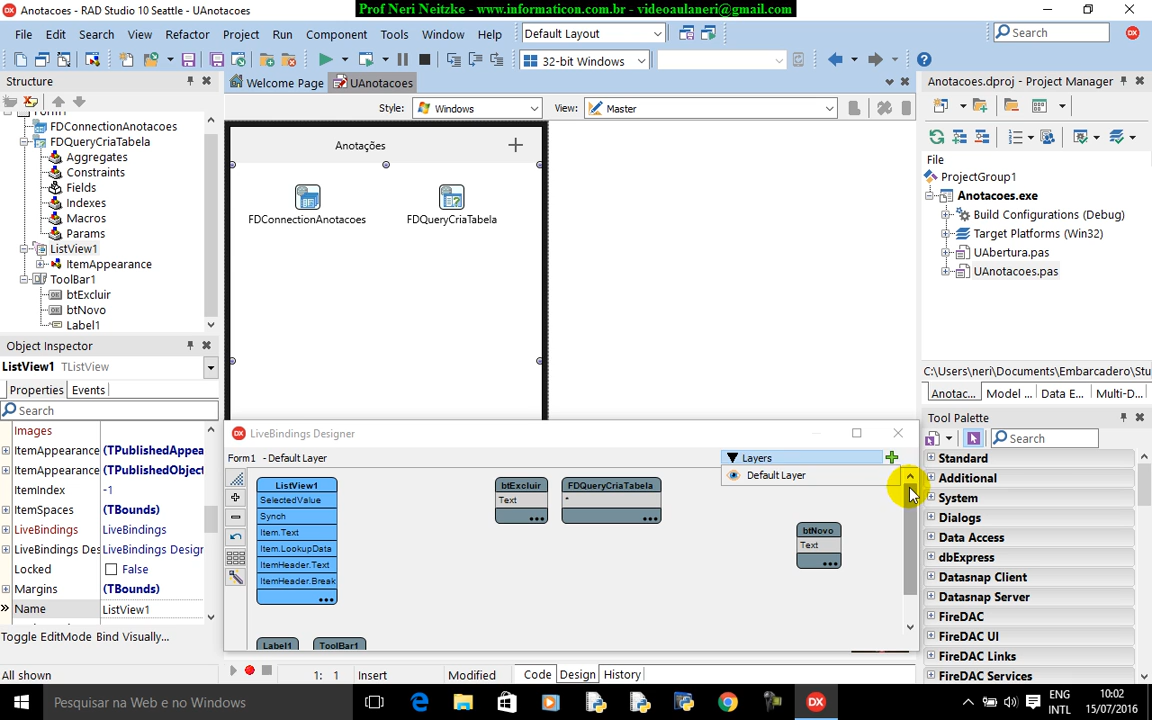 Prof Neri Neitzke - www.informaticon.com.br - videoaulaneri@gmail.com
Anotacoes - RAD Studio 10 Seattle - UAnotacoes
File Edit Search View Refactor Project Run Component Tools Window Help Default Layout Search
32-bit Windows
Structure
Form1
FDConnectionAnotacoes
FDQueryCriaTabela
Aggregates
Constraints
Fields
Indexes
Macros
Params
ListView1
ItemAppearance
ToolBar1
btExcluir
btNovo
Label1
Object Inspector
ListView1 TListView
Properties Events
Search
Images
ItemAppearance (TPublishedAppea
ItemAppearance (TPublishedObject
ItemIndex -1
ItemSpaces (TBounds)
LiveBindings LiveBindings
LiveBindings Des LiveBindings Design
Locked False
Margins (TBounds)
Name ListView1
Toggle EditMode Bind Visually...
All shown
Welcome Page UAnotacoes
Style: Windows View: Master
Anotações
FDConnectionAnotacoes FDQueryCriaTabela
LiveBindings Designer
Form1 - Default Layer
Layers
Default Layer
ListView1
SelectedValue
Synch
Item.Text
Item.LookupData
ItemHeader.Text
ItemHeader.Break
btExcluir
Text
FDQueryCriaTabela
*
btNovo
Text
Label1 ToolBar1
1: 1 Insert Modified Code Design History
Anotacoes.dproj - Project Manager
File
ProjectGroup1
Anotacoes.exe
Build Configurations (Debug)
Target Platforms (Win32)
UAbertura.pas
UAnotacoes.pas
C:\Users\neri\Documents\Embarcadero\Stu
Anotac... Model ... Data E... Multi-D...
Tool Palette
Search
Standard
Additional
System
Dialogs
Data Access
dbExpress
Datasnap Client
Datasnap Server
FireDAC
FireDAC UI
FireDAC Links
FireDAC Services
Pesquisar na Web e no Windows
ENG
INTL
10:02
15/07/2016